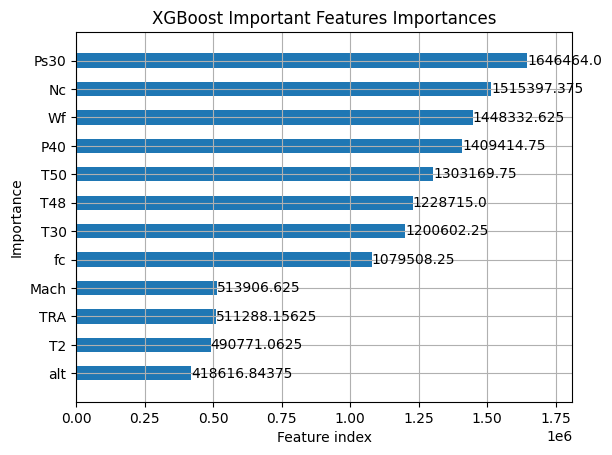 XGBoost Important Features Importances
Ps30 1646464.0
Nc 1515397.375
Wf 1448332.625
P40 1409414.75
T50 1303169.75
T48 1228715.0
T30 1200602.25
fc 1079508.25
Mach 513906.625
TRA 511288.15625
T2 490771.0625
alt 418616.84375
Importance
0.00 0.25 0.50 0.75 1.00 1.25 1.50 1.75
1e6
Feature index